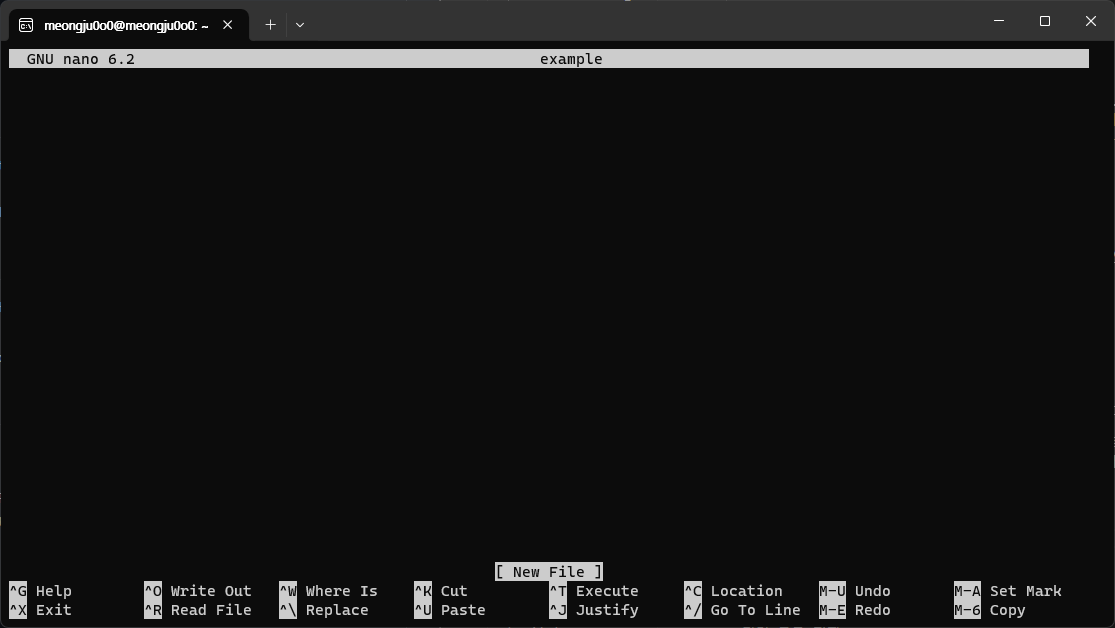 meongju0o0@meongju0o0: ~
GNU nano 6.2 example
[ New File ]
^G Help ^O Write Out ^W Where Is ^K Cut ^T Execute ^C Location M-U Undo M-A Set Mark
^X Exit ^R Read File ^\ Replace ^U Paste ^J Justify ^/ Go To Line M-E Redo M-6 Copy